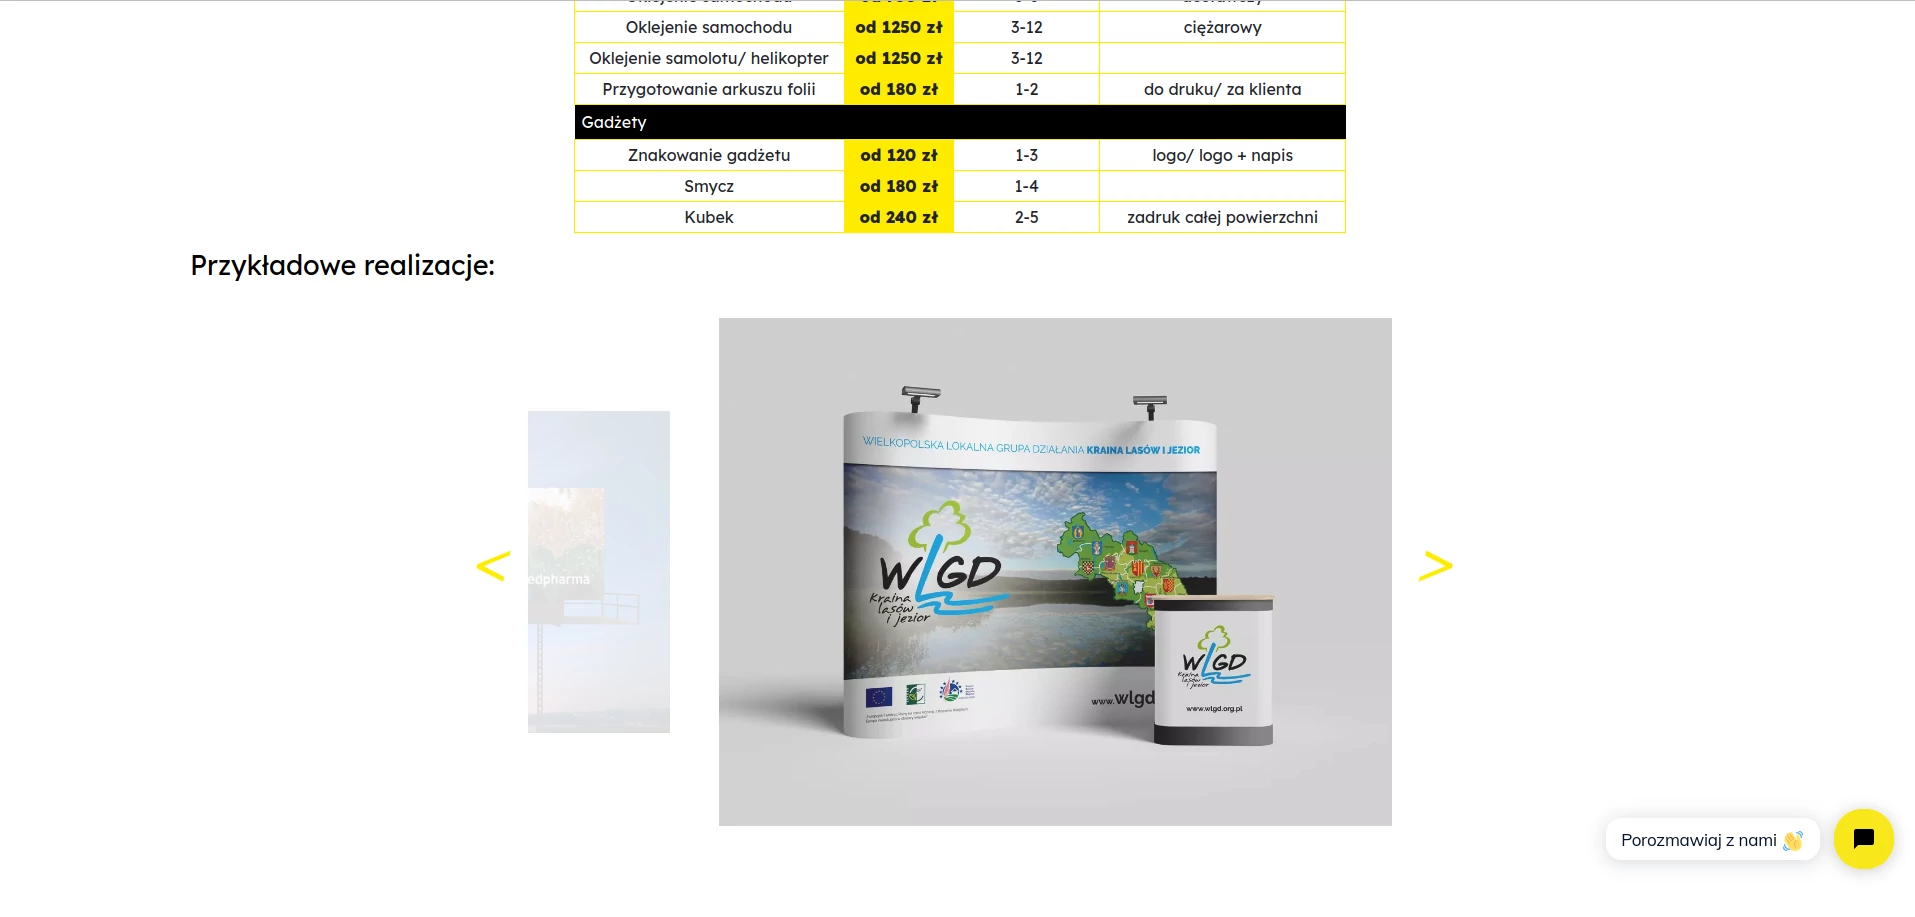 Oklejenie samochodu od 1250 zł 3-12 ciężarowy
Oklejenie samolotu/ helikopter od 1250 zł 3-12
Przygotowanie arkuszu folii od 180 zł 1-2 do druku/ za klienta
Gadżety
Znakowanie gadżetu od 120 zł 1-3 logo/ logo + napis
Smycz od 180 zł 1-4
Kubek od 240 zł 2-5 zadruk całej powierzchni
Przykładowe realizacje:
<
edpharma
WIELKOPOLSKA LOKALNA GRUPA DZIAŁANIA KRAINA LASÓW I JEZIOR
WLGD
Kraina
lasów
i jezior
www.wlgd
WLGD
Kraina
lasów
i jezior
www.wlgd.org.pl
>
Porozmawiaj z nami 👋